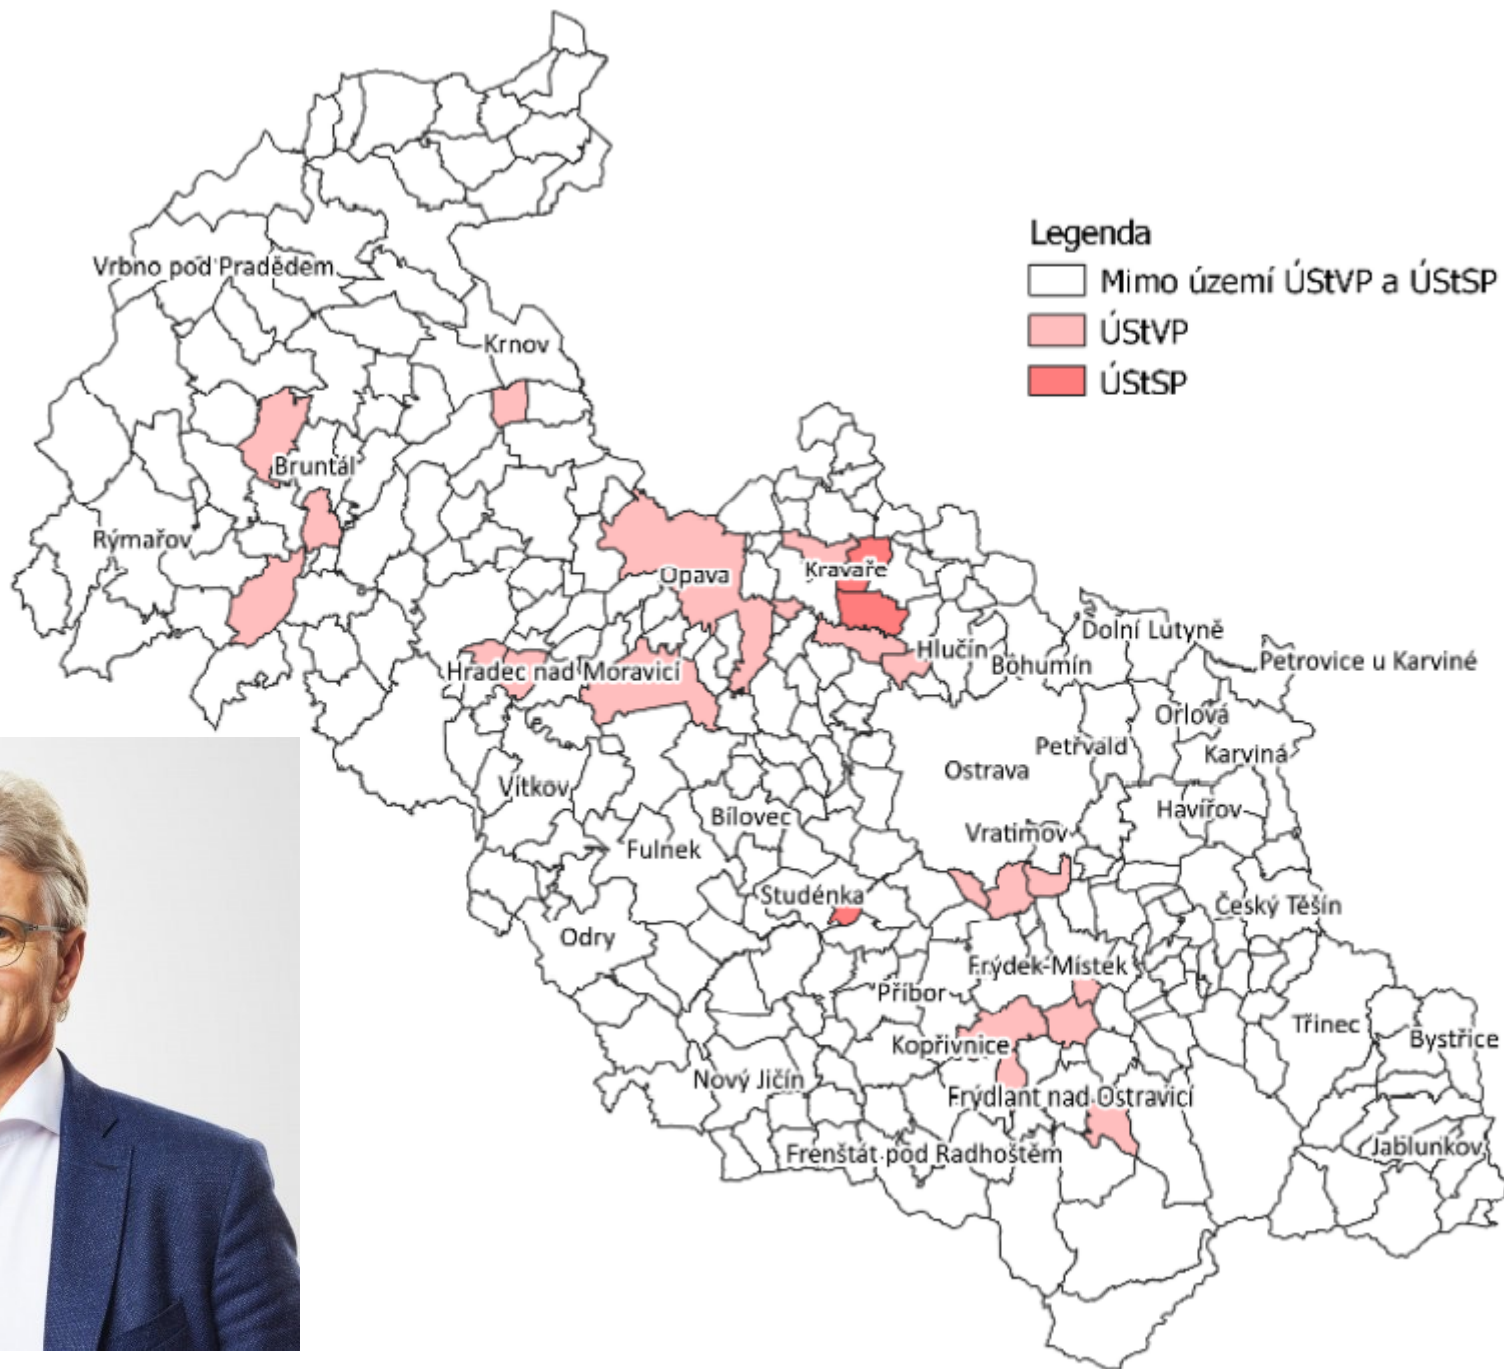 Legenda
Mimo území ÚStVP a ÚStSP
ÚStVP
ÚStSP
Vrbno pod Pradědem
Krnov
Bruntál
Rýmařov
Opava
Kravaře
Hlučín
Dolní Lutyně
Bohumín
Petrovice u Karviné
Hradec nad Moravicí
Orlová
Petřvald
Karviná
Ostrava
Vítkov
Havířov
Bílovec
Vratimov
Fulnek
Studénka
Český Těšín
Odry
Frýdek-Místek
Příbor
Třinec
Bystřice
Kopřivnice
Nový Jičín
Frýdlant nad Ostravicí
Jablunkov
Frenštát pod Radhoštěm